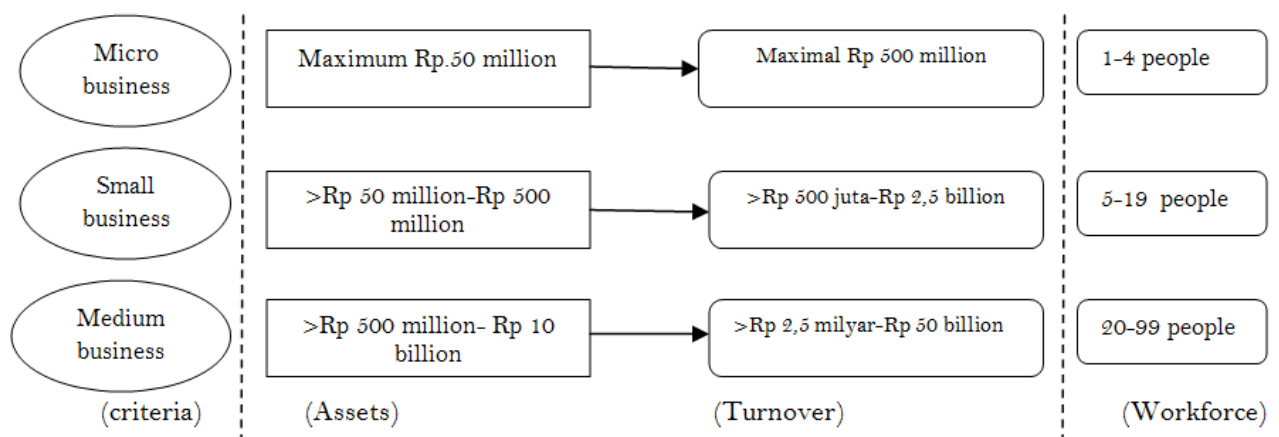 Micro
business
Maximum Rp.50 million
Maximal Rp 500 million
1-4 people
Small
business
>Rp 50 million-Rp 500
million
>Rp 500 juta-Rp 2,5 billion
5-19 people
Medium
business
>Rp 500 million- Rp 10
billion
>Rp 2,5 milyar-Rp 50 billion
20-99 people
(criteria)
(Assets)
(Turnover)
(Workforce)